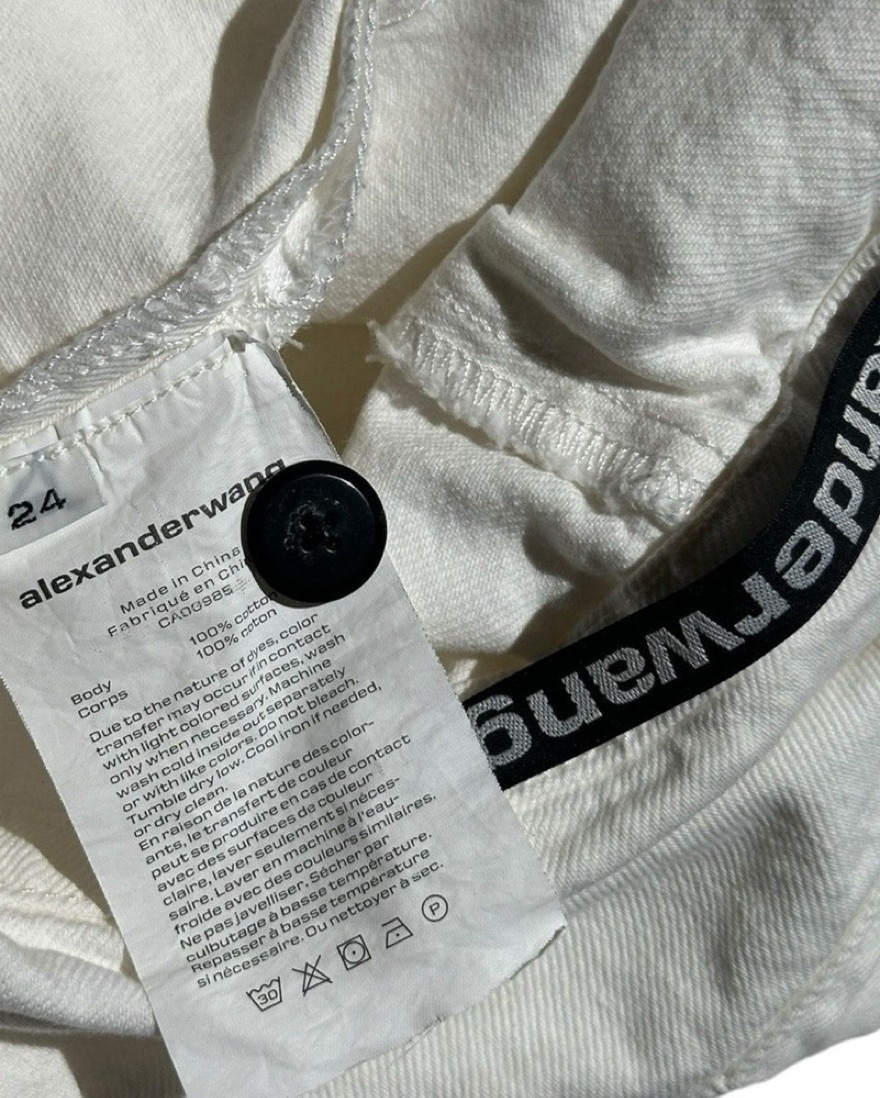 24
alexanderwang
Made in China
Fabriqué en Chine
100% cotton
100% coton
Body
Corps
Due to the nature of dyes, color
transfer may occur if in contact
with light colored surfaces, wash
only when necessary. Machine
wash cold inside out separately
or with like colors. Do not bleach.
Tumble dry low. Cool iron if needed,
or dry clean.
En raison de la nature des color-
ants, le transfert de couleur
peut se produire en cas de contact
avec des surfaces de couleur
claire, laver seulement si néces-
saire. Laver en machine à l'eau
froide avec des couleurs similaires.
Ne pas javelliser. Sécher par
culbutage à basse température.
Repasser à basse température
si nécessaire. Ou nettoyer à sec.
30
P
anderwang